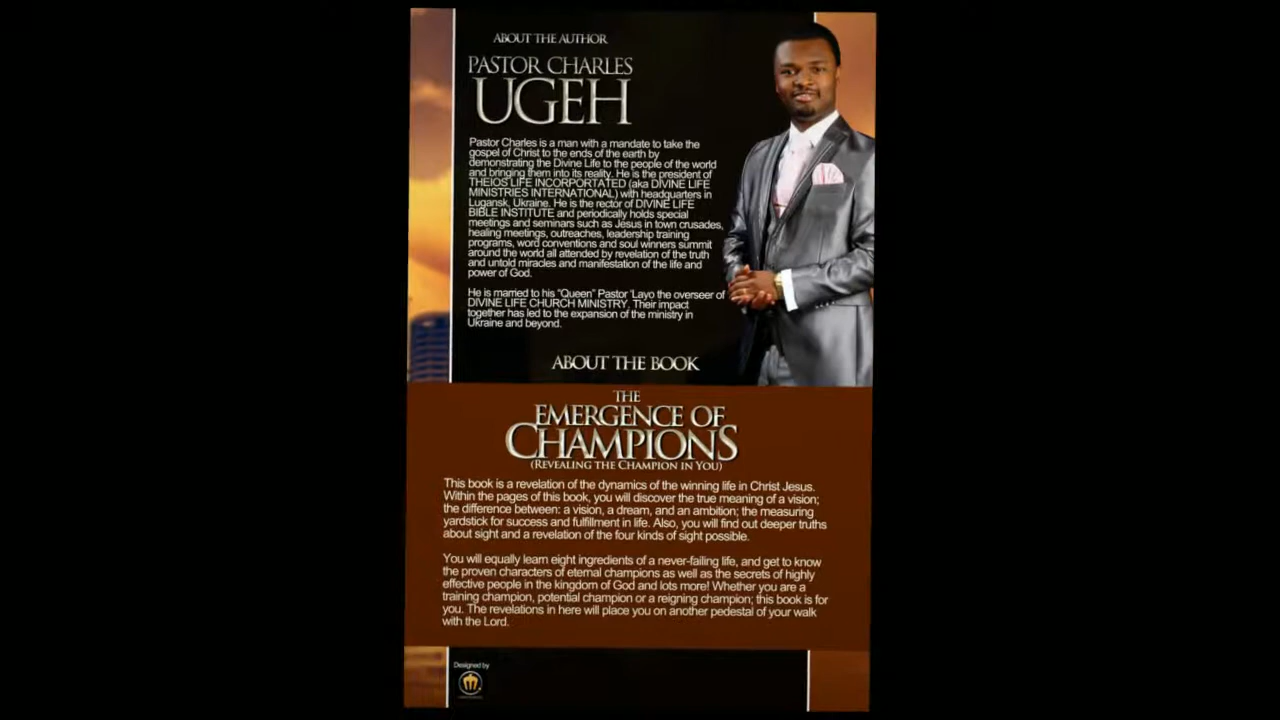 ABOUT THE AUTHOR
PASTOR CHARLES
UGEH
Pastor Charles is a man with a mandate to take the
gospel of Christ to the ends of the earth by
demonstrating the Divine Life to the people of the world
and bringing them into its reality. He is the president of
THEIOS LIFE INCORPORTATED (aka DIVINE LIFE
MINISTRIES INTERNATIONAL) with headquarters in
Lugansk, Ukraine. He is the rector of DIVINE LIFE
BIBLE INSTITUTE and periodically holds special
meetings and seminars such as Jesus in town crusades,
healing meetings, outreaches, leadership training
programs, word conventions and soul winners summit
around the world all attended by revelation of the truth
and untold miracles and manifestation of the life and
power of God.
He is married to his "Queen" Pastor 'Layo the overseer of
DIVINE LIFE CHURCH MINISTRY. Their impact
together has led to the expansion of the ministry in
Ukraine and beyond.
ABOUT THE BOOK
THE
EMERGENCE OF
CHAMPIONS
(REVEALING THE CHAMPION IN YOU)
This book is a revelation of the dynamics of the winning life in Christ Jesus.
Within the pages of this book, you will discover the true meaning of a vision;
the difference between: a vision, a dream, and an ambition; the measuring
yardstick for success and fulfillment in life. Also, you will find out deeper truths
about sight and a revelation of the four kinds of sight possible.
You will equally learn eight ingredients of a never-failing life, and get to know
the proven characters of eternal champions as well as the secrets of highly
effective people in the kingdom of God and lots more! Whether you are a
training champion, potential champion or a reigning champion; this book is for
you. The revelations in here will place you on another pedestal of your walk
with the Lord.
Designed by